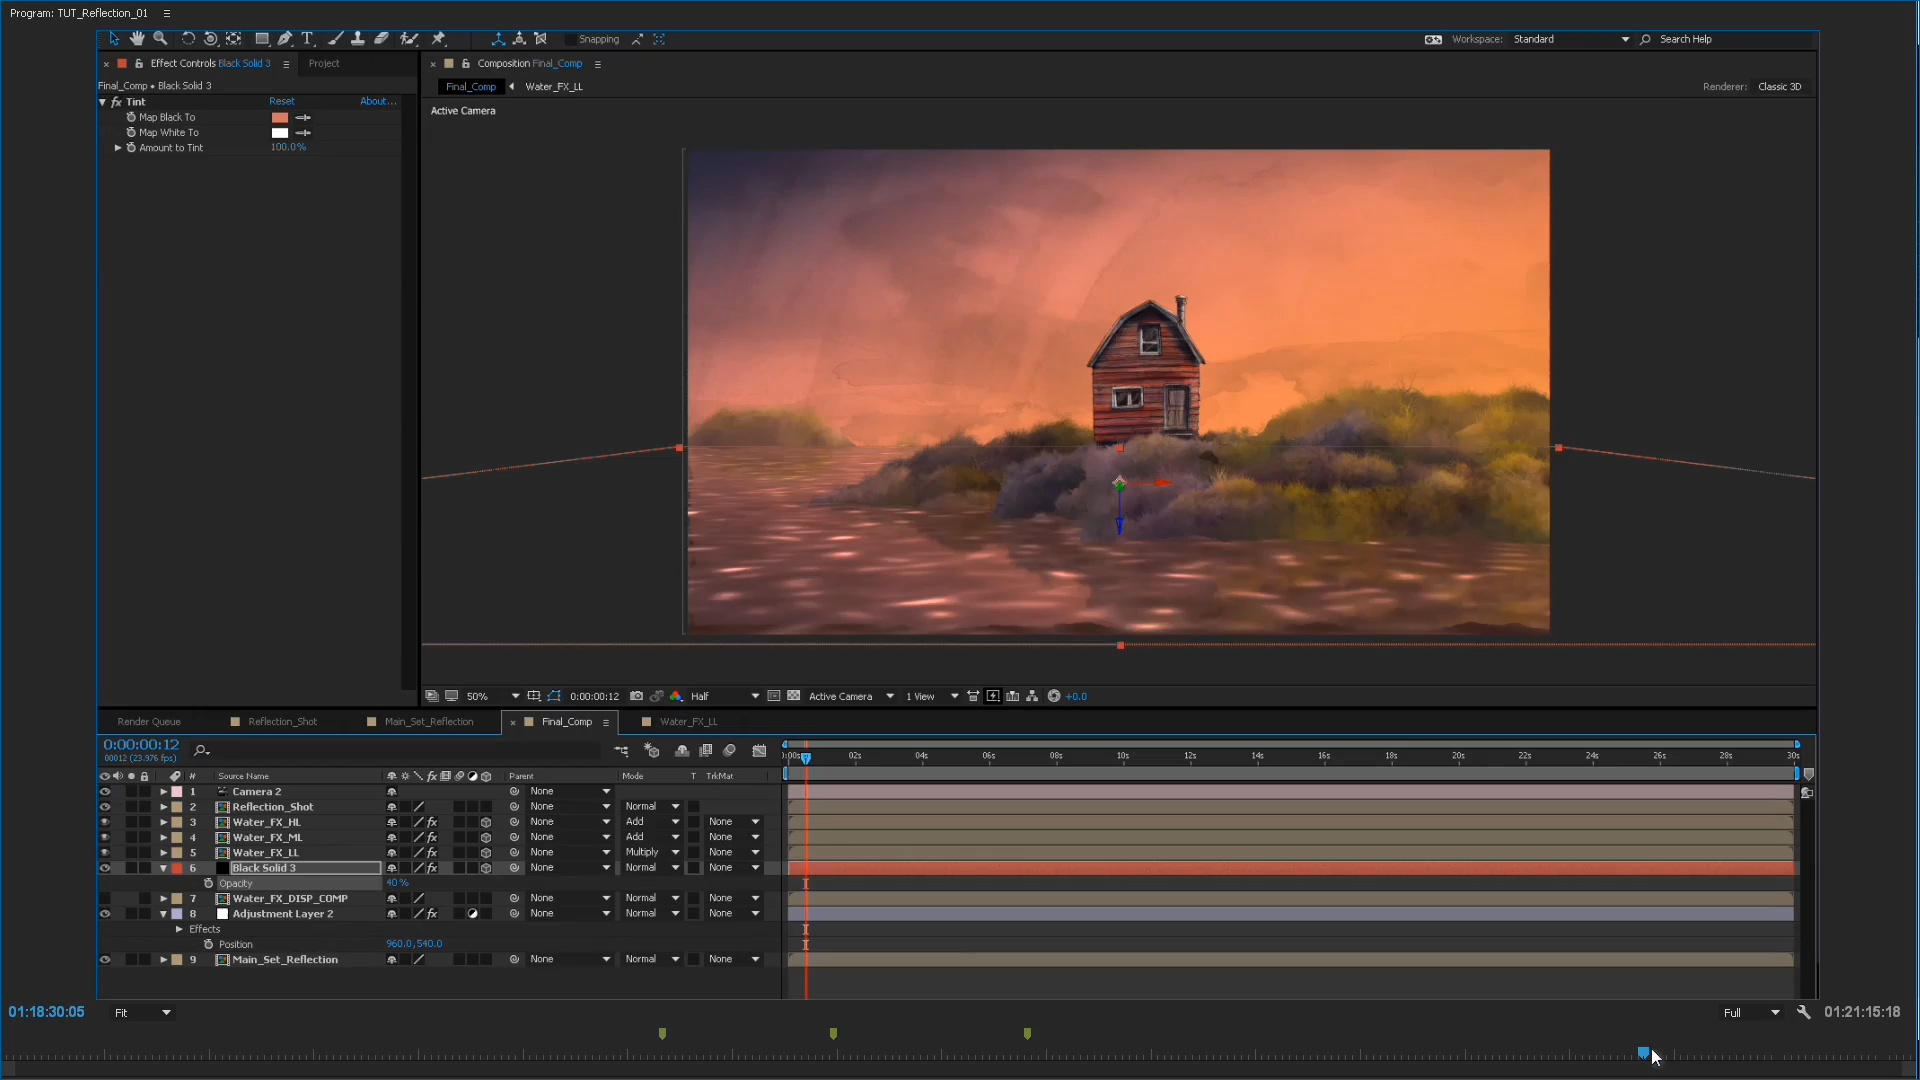 Program: TUT_Reflection_01
Snapping
Workspace: Standard
Search Help
Effect Controls Black Solid 3
Project
Composition Final_Comp
Final_Comp • Black Solid 3
Final_Comp
Water_FX_LL
Renderer: Classic 3D
fx Tint
Reset
About...
Active Camera
Map Black To
Map White To
Amount to Tint
100.0%
50%
0:00:00:12
Half
Active Camera
1 View
+0.0
Render Queue
Reflection_Shot
Main_Set_Reflection
Final_Comp
Water_FX_LL
0:00:00:12
00012 (23.976 fps)
02s 04s 06s 08s 10s 12s 14s 16s 18s 20s 22s 24s 26s 28s 30s
# Source Name fx Parent Mode T TrkMat
1 Camera 2 None
2 Reflection_Shot None Normal
3 Water_FX_HL fx None Add None
4 Water_FX_ML fx None Add None
5 Water_FX_LL fx None Multiply None
6 Black Solid 3 fx None Normal None
Opacity 40%
7 Water_FX_DISP_COMP None Normal None
8 Adjustment Layer 2 fx None Normal None
Effects
Position 960.0,540.0
9 Main_Set_Reflection None Normal None
01:18:30:05
Fit
Full
01:21:15:18